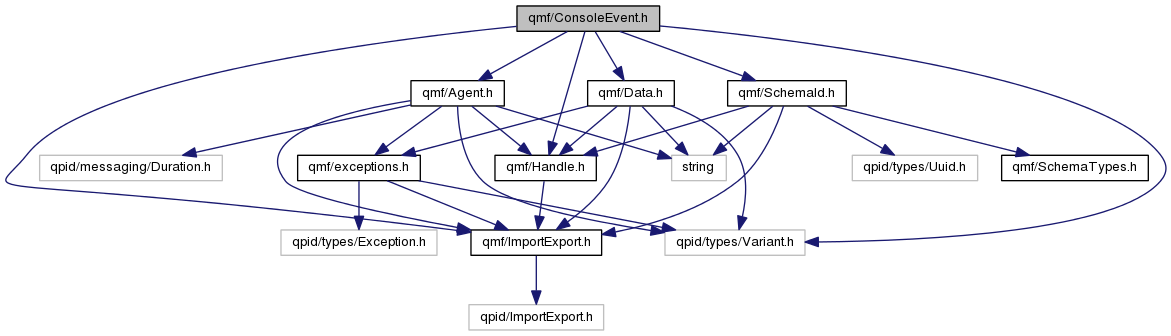 qmf/ConsoleEvent.h
qmf/Agent.h
qmf/Data.h
qmf/SchemaId.h
qpid/messaging/Duration.h
qmf/exceptions.h
qmf/Handle.h
string
qpid/types/Uuid.h
qmf/SchemaTypes.h
qpid/types/Exception.h
qmf/ImportExport.h
qpid/types/Variant.h
qpid/ImportExport.h